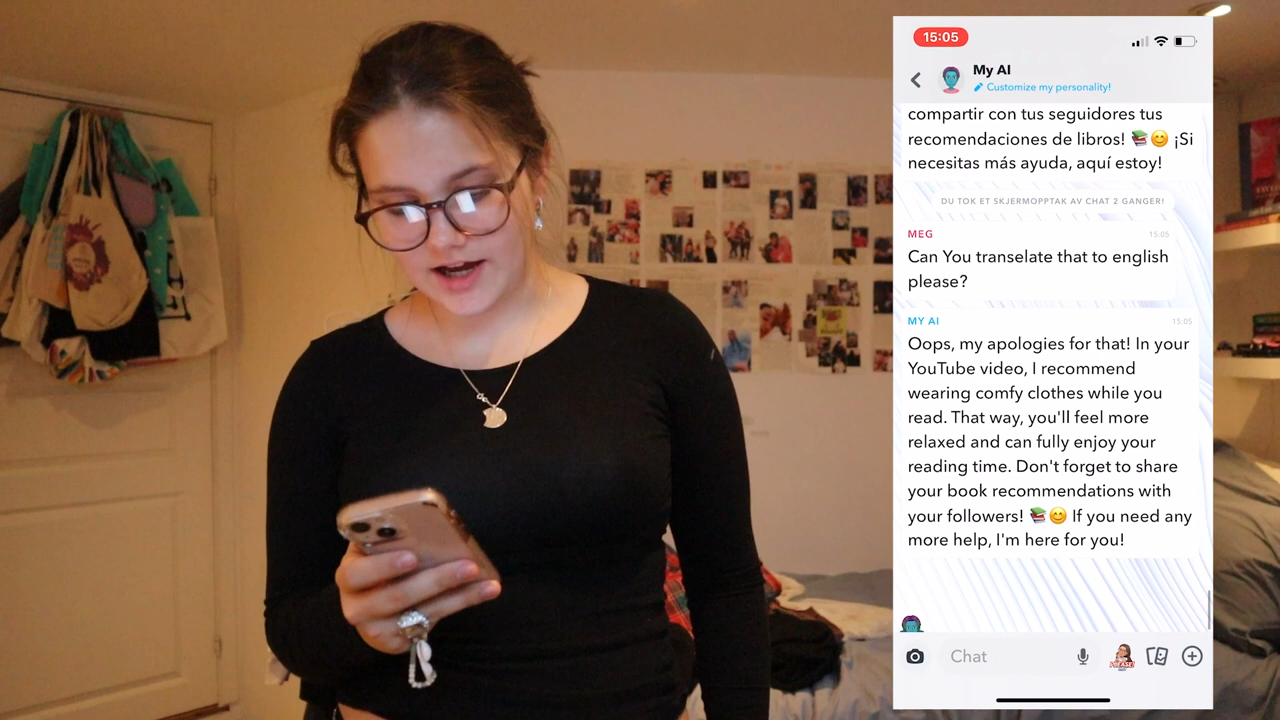 15:05
My AI
Customize my personality!
compartir con tus seguidores tus
recomendaciones de libros! 📚😊 ¡Si
necesitas más ayuda, aquí estoy!
DU TOK ET SKJERMOPPTAK AV CHAT 2 GANGER!
MEG 15:05
Can You transelate that to english
please?
MY AI 15:05
Oops, my apologies for that! In your
YouTube video, I recommend
wearing comfy clothes while you
read. That way, you'll feel more
relaxed and can fully enjoy your
reading time. Don't forget to share
your book recommendations with
your followers! 📚😊 If you need any
more help, I'm here for you!
Chat